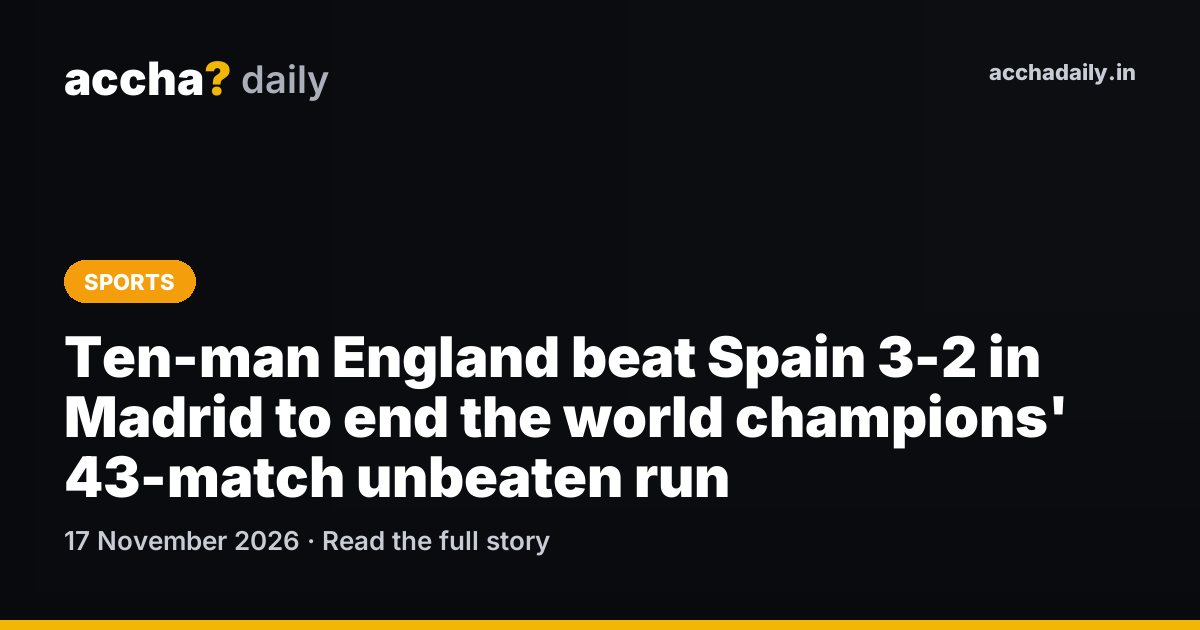 accha? daily
acchadaily.in
SPORTS
Ten-man England beat Spain 3-2 in
Madrid to end the world champions'
43-match unbeaten run
17 November 2026 · Read the full story